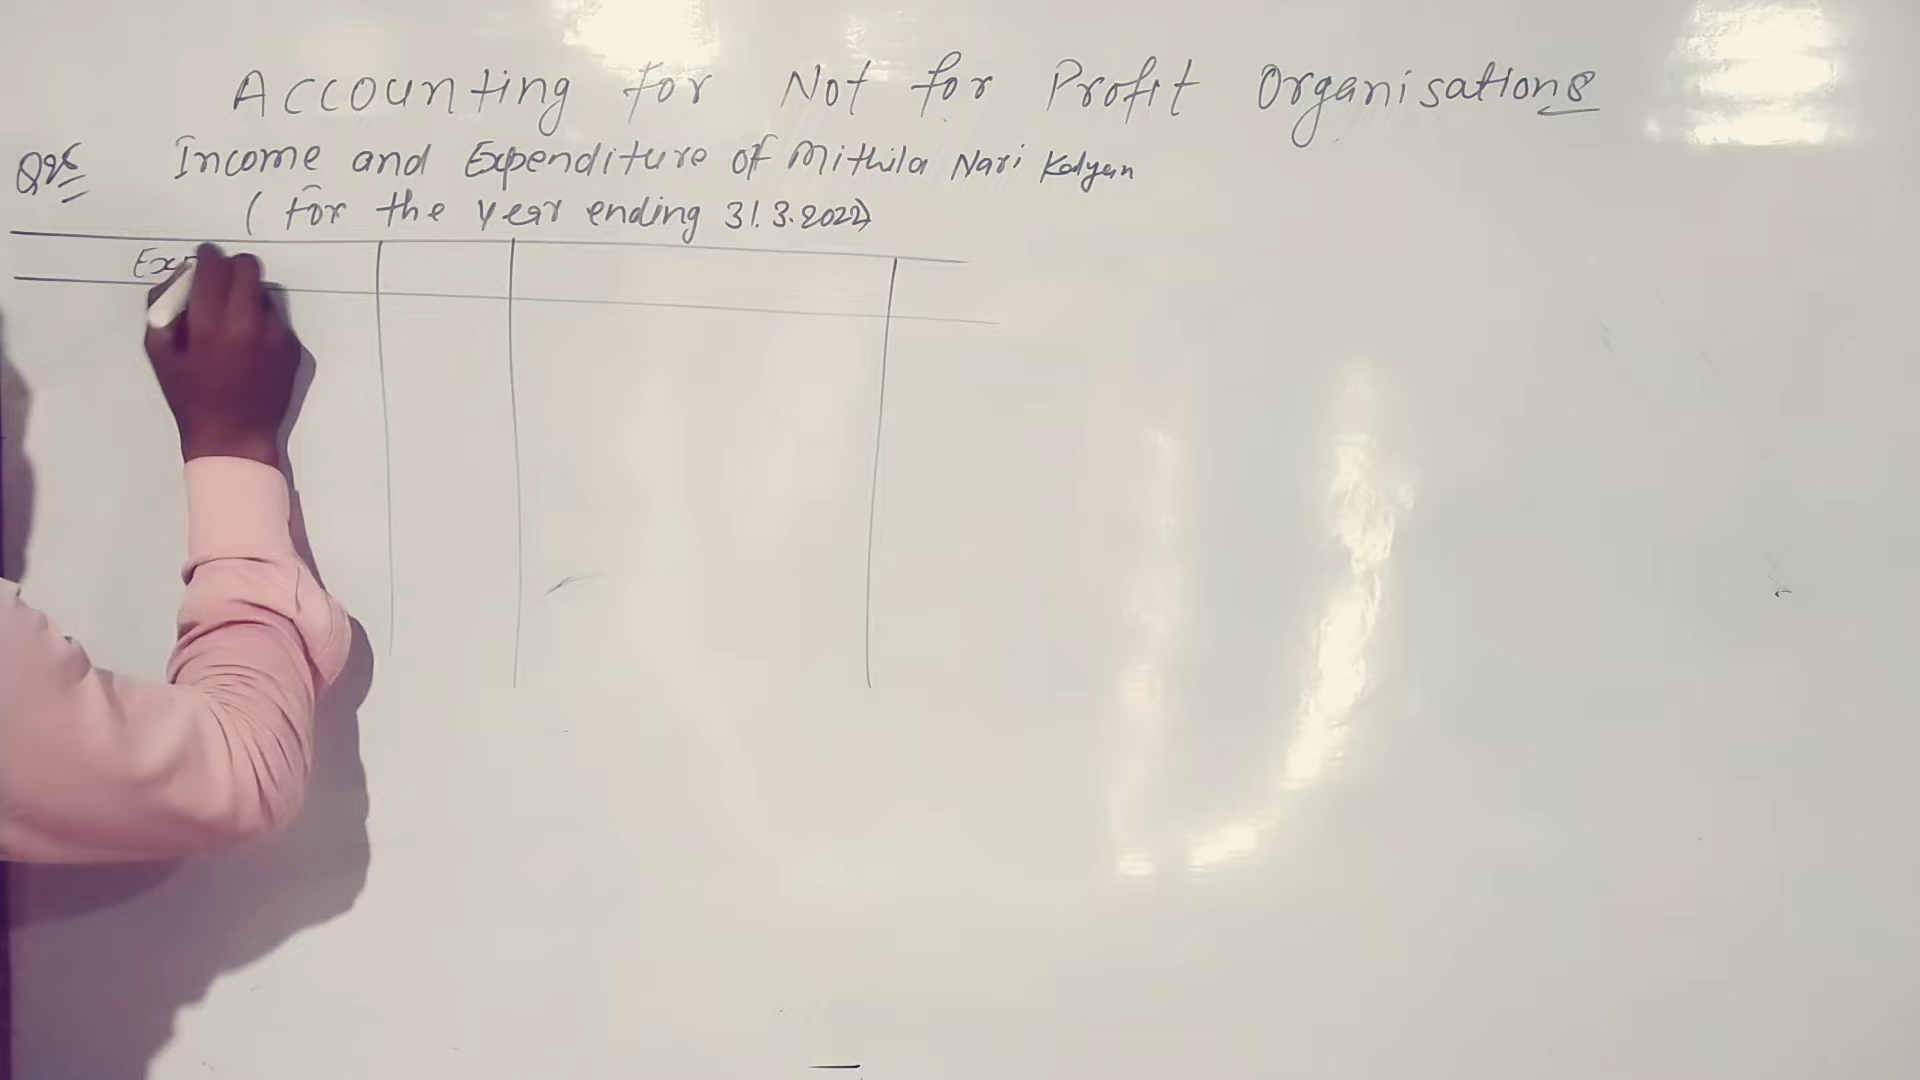 Accounting for Not for Profit Organisations
Income and Expenditure of Mithila Nari Kalyan
(for the year ending 31.3.2022)
Exp